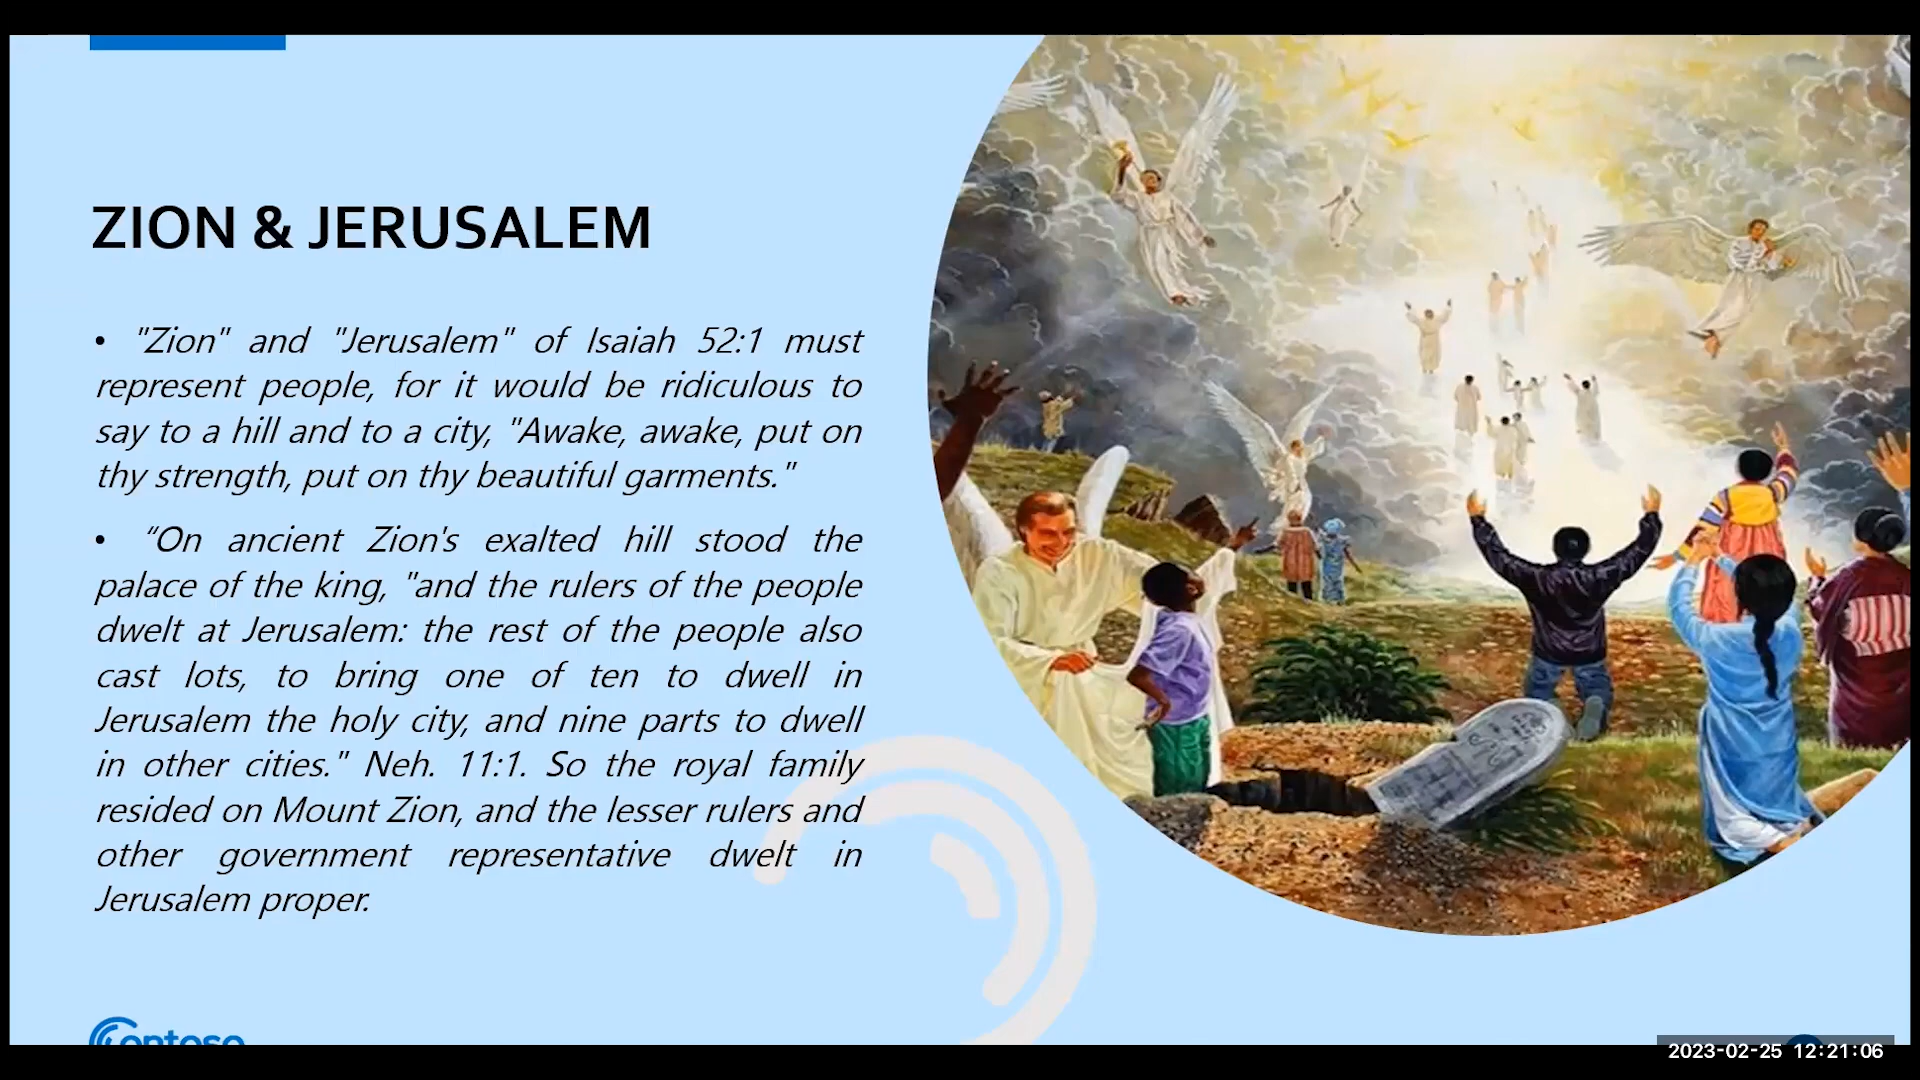 ZION & JERUSALEM
• "Zion" and "Jerusalem" of Isaiah 52:1 must
represent people, for it would be ridiculous to
say to a hill and to a city, "Awake, awake, put on
thy strength, put on thy beautiful garments."
• “On ancient Zion's exalted hill stood the
palace of the king, "and the rulers of the people
dwelt at Jerusalem: the rest of the people also
cast lots, to bring one of ten to dwell in
Jerusalem the holy city, and nine parts to dwell
in other cities." Neh. 11:1. So the royal family
resided on Mount Zion, and the lesser rulers and
other government representative dwelt in
Jerusalem proper.
Contoso
2023-02-25 12:21:06